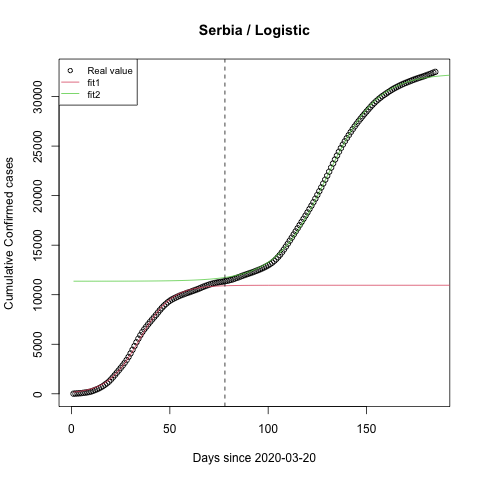 Serbia / Logistic
Real value
fit1
fit2
Cumulative Confirmed cases
0
5000
10000
15000
20000
25000
30000
0 50 100 150
Days since 2020-03-20